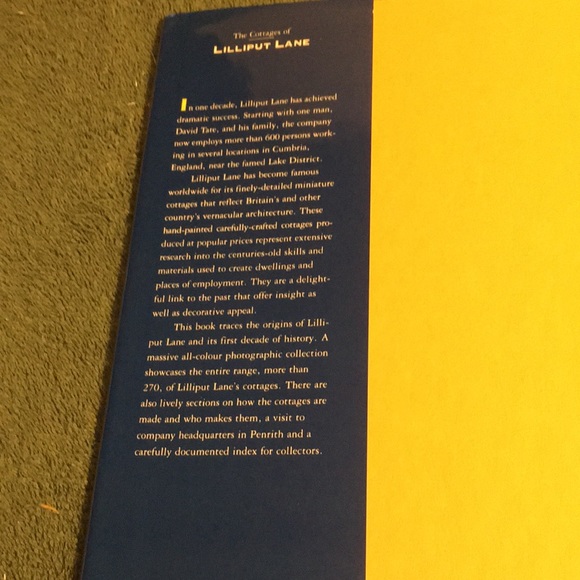 The Cottages of
LILLIPUT LANE
In one decade, Lilliput Lane has achieved
dramatic success. Starting with one man,
David Tate, and his family, the company
now employs more than 600 persons work-
ing in several locations in Cumbria,
England, near the famed Lake District.
Lilliput Lane has become famous
worldwide for its finely-detailed miniature
cottages that reflect Britain's and other
country's vernacular architecture. These
hand-painted carefully-crafted cottages pro-
duced at popular prices represent extensive
research into the centuries-old skills and
materials used to create dwellings and
places of employment. They are a delight-
ful link to the past that offer insight as
well as decorative appeal.
This book traces the origins of Lilli-
put Lane and its first decade of history. A
massive all-colour photographic collection
showcases the entire range, more than
270, of Lilliput Lane's cottages. There are
also lively sections on how the cottages are
made and who makes them, a visit to
company headquarters in Penrith and a
carefully documented index for collectors.